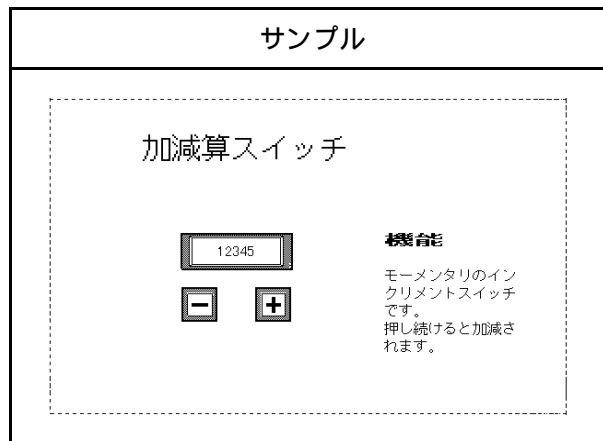 サンプル
加減算スイッチ
12345
− +
機能
モーメンタリのイン
クリメントスイッチ
です。
押し続けると加減さ
れます。